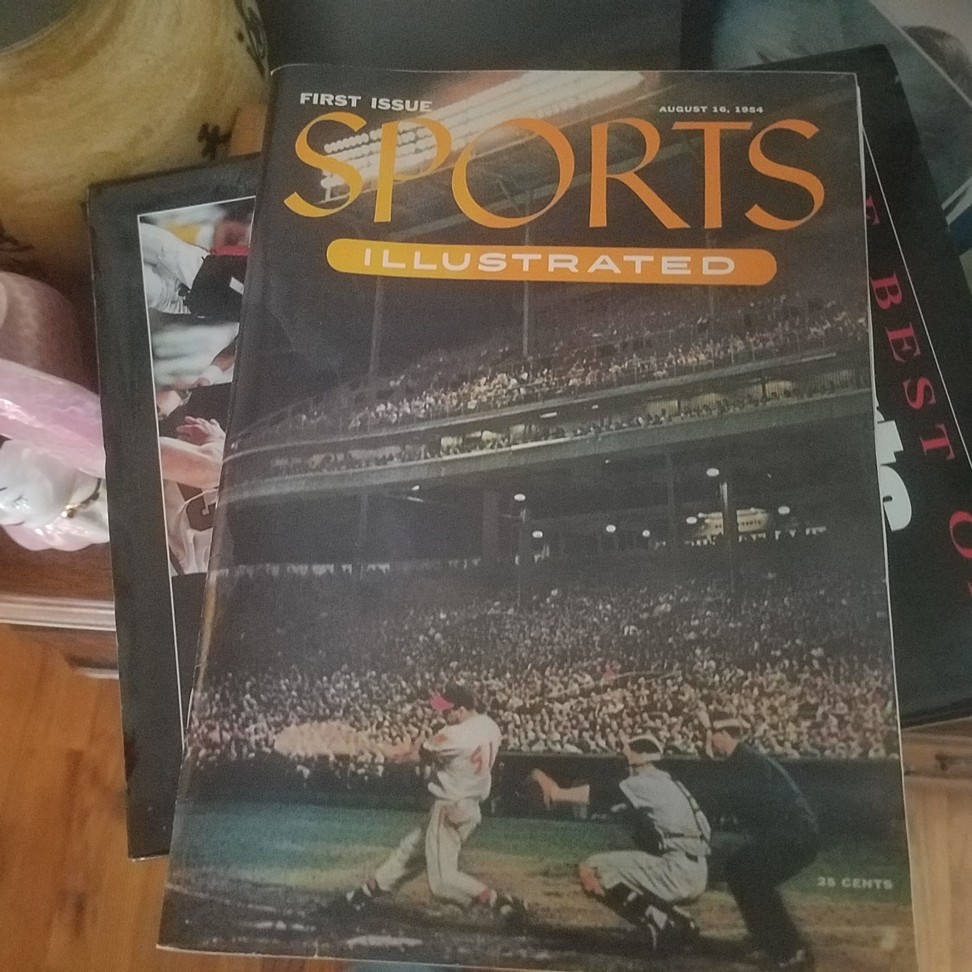 FIRST ISSUE
AUGUST 16, 1954
SPORTS
ILLUSTRATED
BEST
25 CENTS